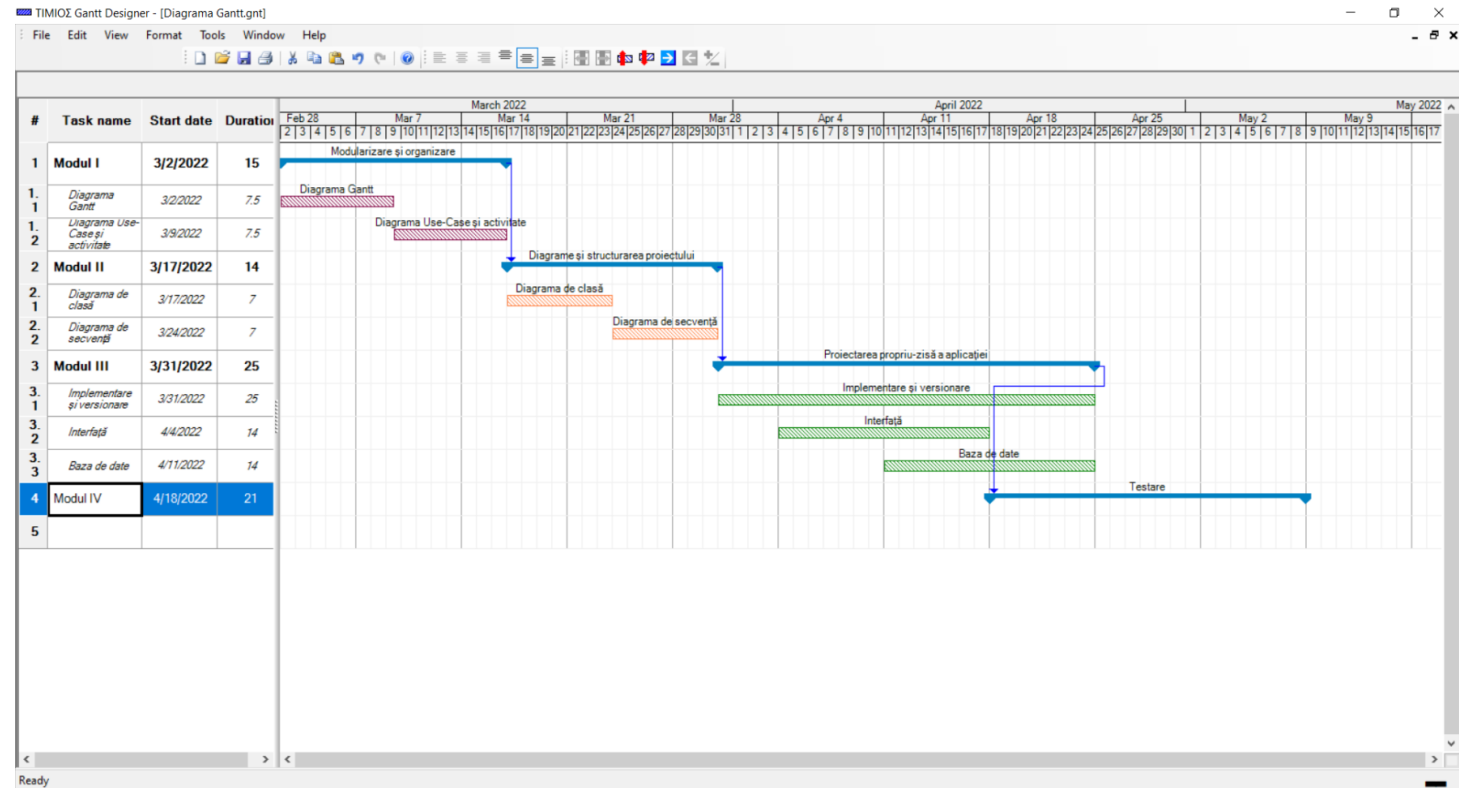 TIMIOΣ Gantt Designer - [Diagrama Gantt.gnt]
File Edit View Format Tools Window Help
March 2022 April 2022 May 2022
# Task name Start date Duration Feb 28 Mar 7 Mar 14 Mar 21 Mar 28 Apr 4 Apr 11 Apr 18 Apr 25 May 2 May 9
2 3 4 5 6 7 8 9 10 11 12 13 14 15 16 17 18 19 20 21 22 23 24 25 26 27 28 29 30 31 1 2 3 4 5 6 7 8 9 10 11 12 13 14 15 16 17 18 19 20 21 22 23 24 25 26 27 28 29 30 1 2 3 4 5 6 7 8 9 10 11 12 13 14 15 16 17
Modularizare și organizare
1 Modul I 3/2/2022 15
Diagrama Gantt
1. Diagrama 3/2/2022 7.5
1 Gantt
Diagrama Use-Case și activitate
1. Diagrama Use- 3/9/2022 7.5
2 Case și
activitate
Diagrame și structurarea proiectului
2 Modul II 3/17/2022 14
Diagrama de clasă
2. Diagrama de 3/17/2022 7
1 clasă
Diagrama de secvență
2. Diagrama de 3/24/2022 7
2 secvență
Proiectarea propriu-zisă a aplicației
3 Modul III 3/31/2022 25
Implementare și versionare
3. Implementare 3/31/2022 25
1 și versionare
Interfață
3. Interfață 4/4/2022 14
2
Baza de date
3. Baza de date 4/11/2022 14
3
Testare
4 Modul IV 4/18/2022 21
5
Ready